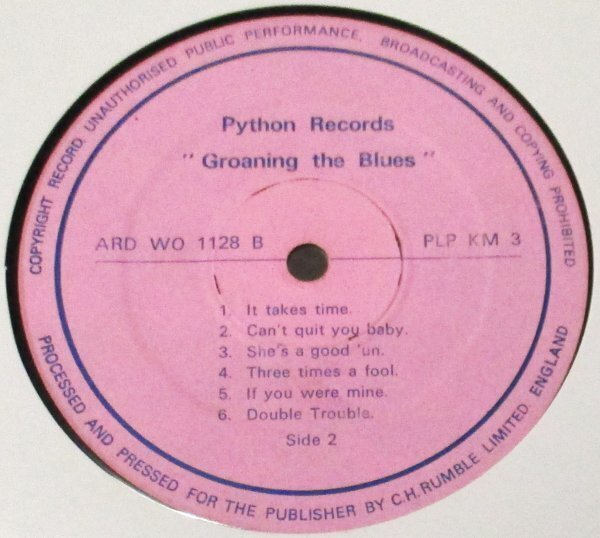 COPYRIGHT RECORD. UNAUTHORISED PUBLIC PERFORMANCE, BROADCASTING AND COPYING PROHIBITED
Python Records
"Groaning the Blues"
ARD WO 1128 B PLP KM 3
1. It takes time.
2. Can't quit you baby.
3. She's a good 'un.
4. Three times a fool.
5. If you were mine.
6. Double Trouble.
Side 2
PROCESSED AND PRESSED FOR THE PUBLISHER BY C.H. RUMBLE LIMITED ENGLAND